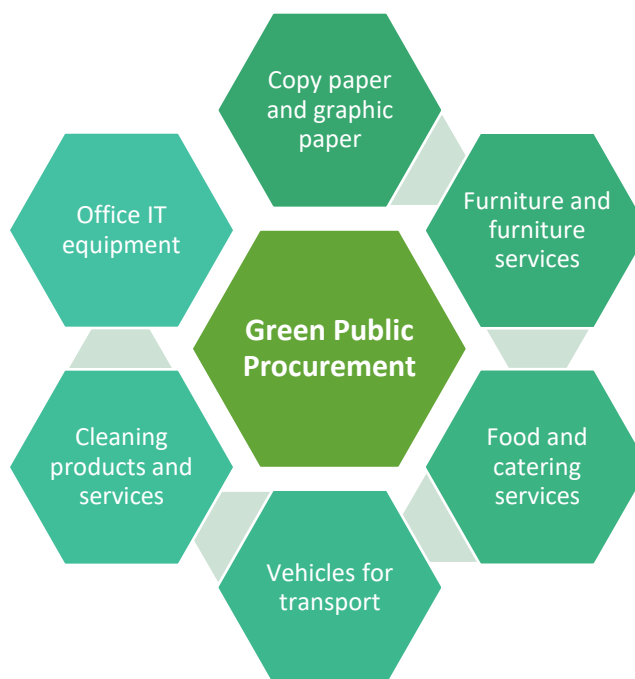 Copy paper
and graphic
paper
Furniture and
furniture
services
Food and
catering
services
Vehicles for
transport
Cleaning
products and
services
Office IT
equipment
Green Public
Procurement